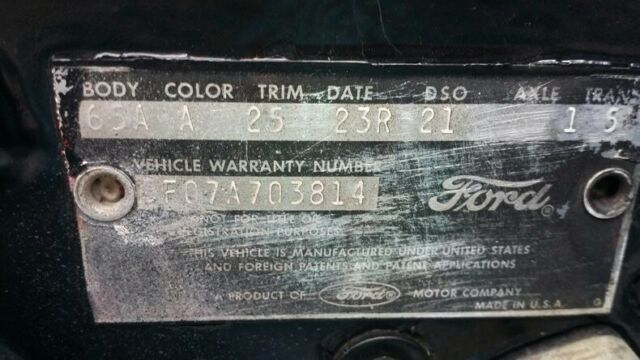 BODY COLOR TRIM DATE DSO AXLE TRANS
65A A 25 23R 21 1 5
VEHICLE WARRANTY NUMBER
F07A703814
Ford
NOT FOR TITLE OR
REGISTRATION PURPOSES
THIS VEHICLE IS MANUFACTURED UNDER UNITED STATES
AND FOREIGN PATENTS AND PATENT APPLICATIONS
A PRODUCT OF Ford MOTOR COMPANY
MADE IN U.S.A. G